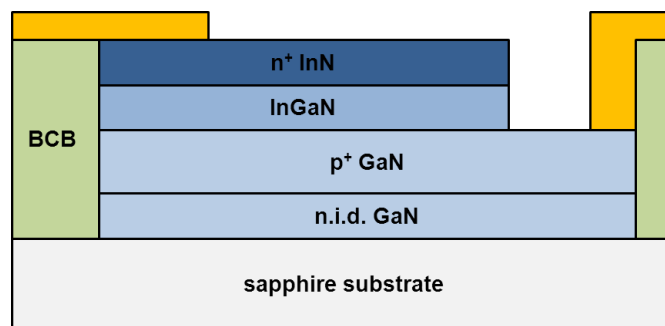 n⁺ InN
InGaN
BCB
p⁺ GaN
n.i.d. GaN
sapphire substrate